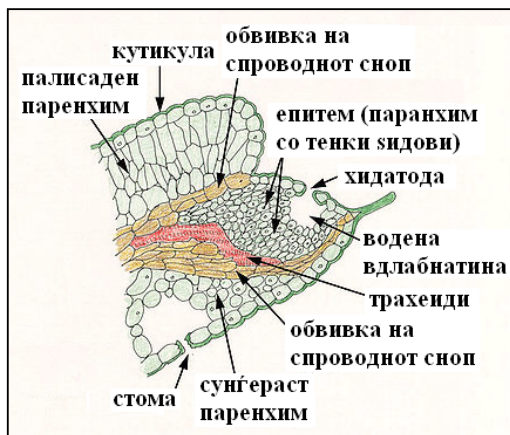 кутикула
обвивка на
спроводнот сноп
палисаден
паренхим
епитем (паранхим
со тенки ѕидови)
хидатода
водена
вдлабнатина
трахеиди
обвивка на
спроводнот сноп
сунѓераст
паренхим
стома